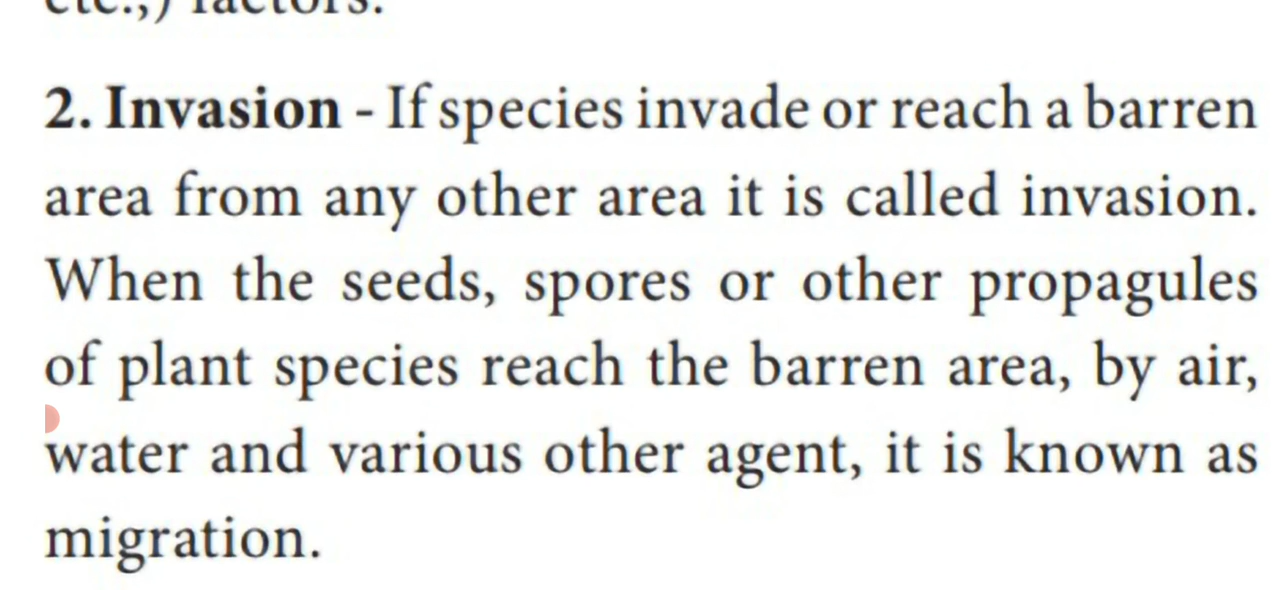 etc.,) factors.
2. Invasion - If species invade or reach a barren
area from any other area it is called invasion.
When the seeds, spores or other propagules
of plant species reach the barren area, by air,
water and various other agent, it is known as
migration.